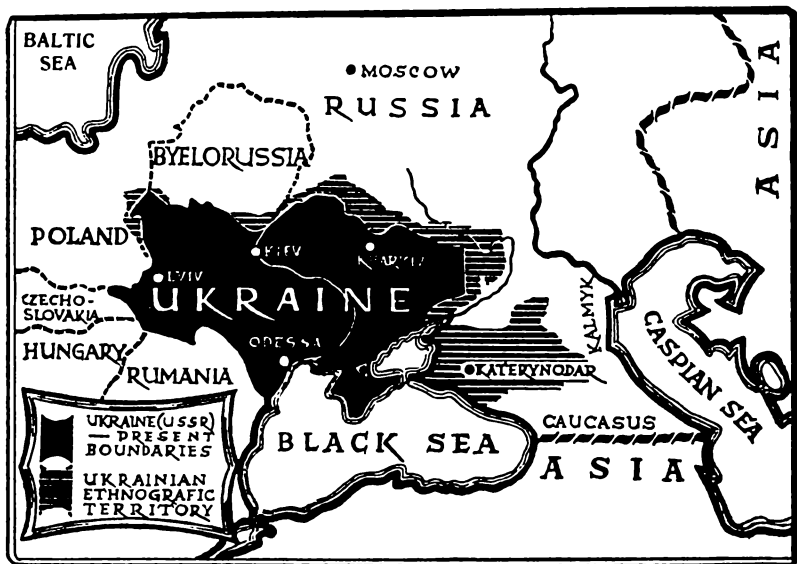 BALTIC
SEA
MOSCOW
RUSSIA
ASIA
BYELORUSSIA
POLAND
KIEV
KHARKIV
LVIV
UKRAINE
CZECHO-
SLOVAKIA
HUNGARY
ODESSA
RUMANIA
KATERYNODAR
KALMYK
CASPIAN SEA
CAUCASUS
BLACK SEA
ASIA
UKRAINE (USSR)
— PRESENT
BOUNDARIES
UKRAINIAN
ETHNOGRAFIC
TERRITORY